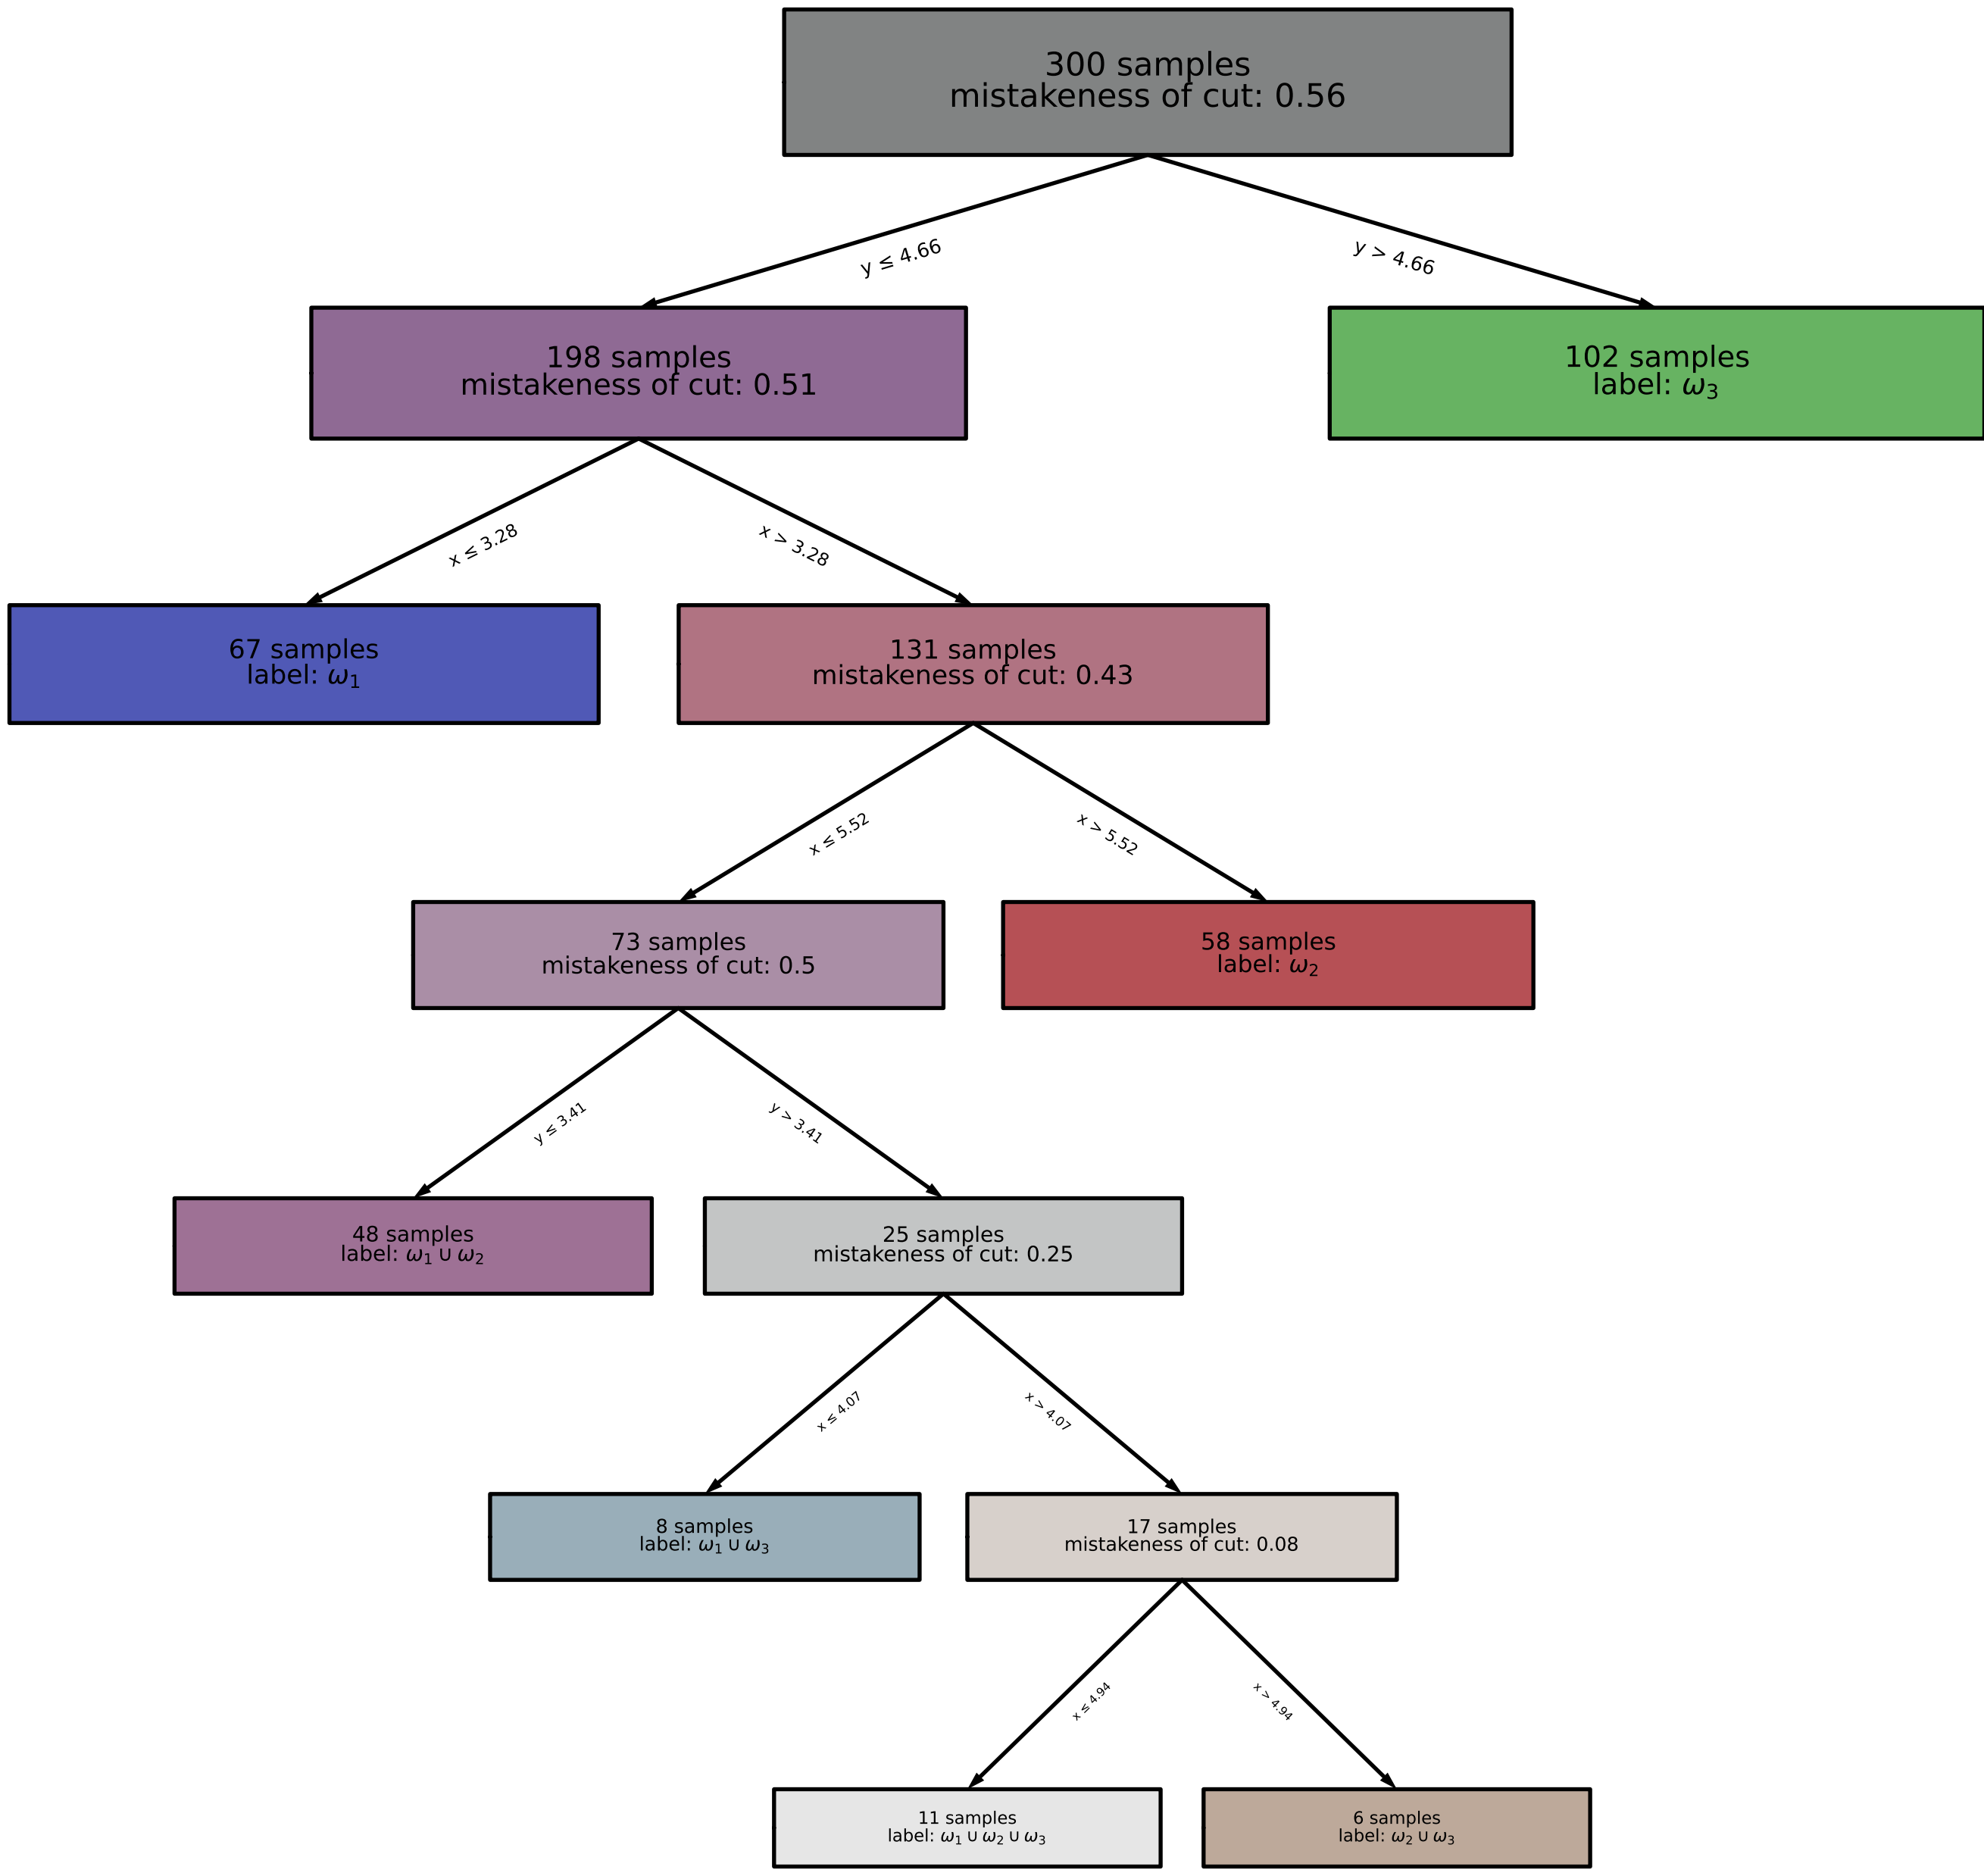 300 samples
mistakeness of cut: 0.56
y ≤ 4.66
y > 4.66
198 samples
mistakeness of cut: 0.51
102 samples
label: ω₃
x ≤ 3.28
x > 3.28
67 samples
label: ω₁
131 samples
mistakeness of cut: 0.43
x ≤ 5.52
x > 5.52
73 samples
mistakeness of cut: 0.5
58 samples
label: ω₂
y ≤ 3.41
y > 3.41
48 samples
label: ω₁ ∪ ω₂
25 samples
mistakeness of cut: 0.25
x ≤ 4.07
x > 4.07
8 samples
label: ω₁ ∪ ω₃
17 samples
mistakeness of cut: 0.08
x ≤ 4.94
x > 4.94
11 samples
label: ω₁ ∪ ω₂ ∪ ω₃
6 samples
label: ω₂ ∪ ω₃